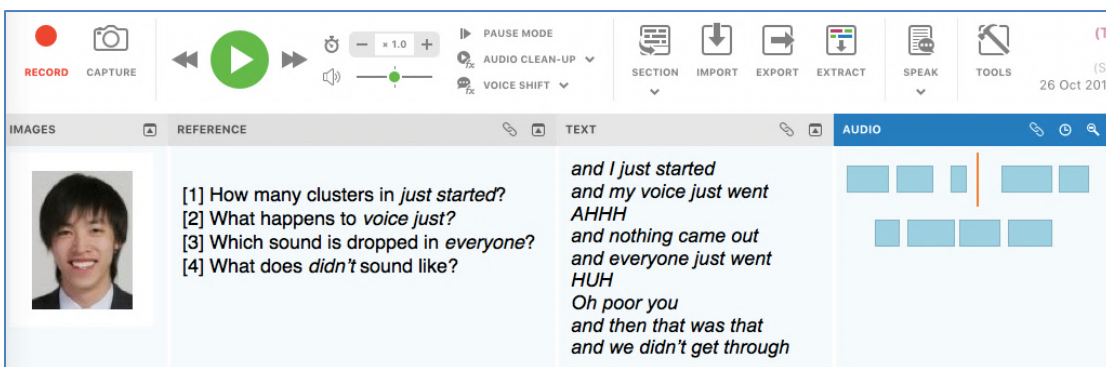 RECORD
CAPTURE
× 1.0
PAUSE MODE
fx AUDIO CLEAN-UP
fx VOICE SHIFT
SECTION
IMPORT
EXPORT
EXTRACT
SPEAK
TOOLS
(T
(S
26 Oct 201
IMAGES
REFERENCE
TEXT
AUDIO
[1] How many clusters in just started?
[2] What happens to voice just?
[3] Which sound is dropped in everyone?
[4] What does didn't sound like?
and I just started
and my voice just went
AHHH
and nothing came out
and everyone just went
HUH
Oh poor you
and then that was that
and we didn't get through